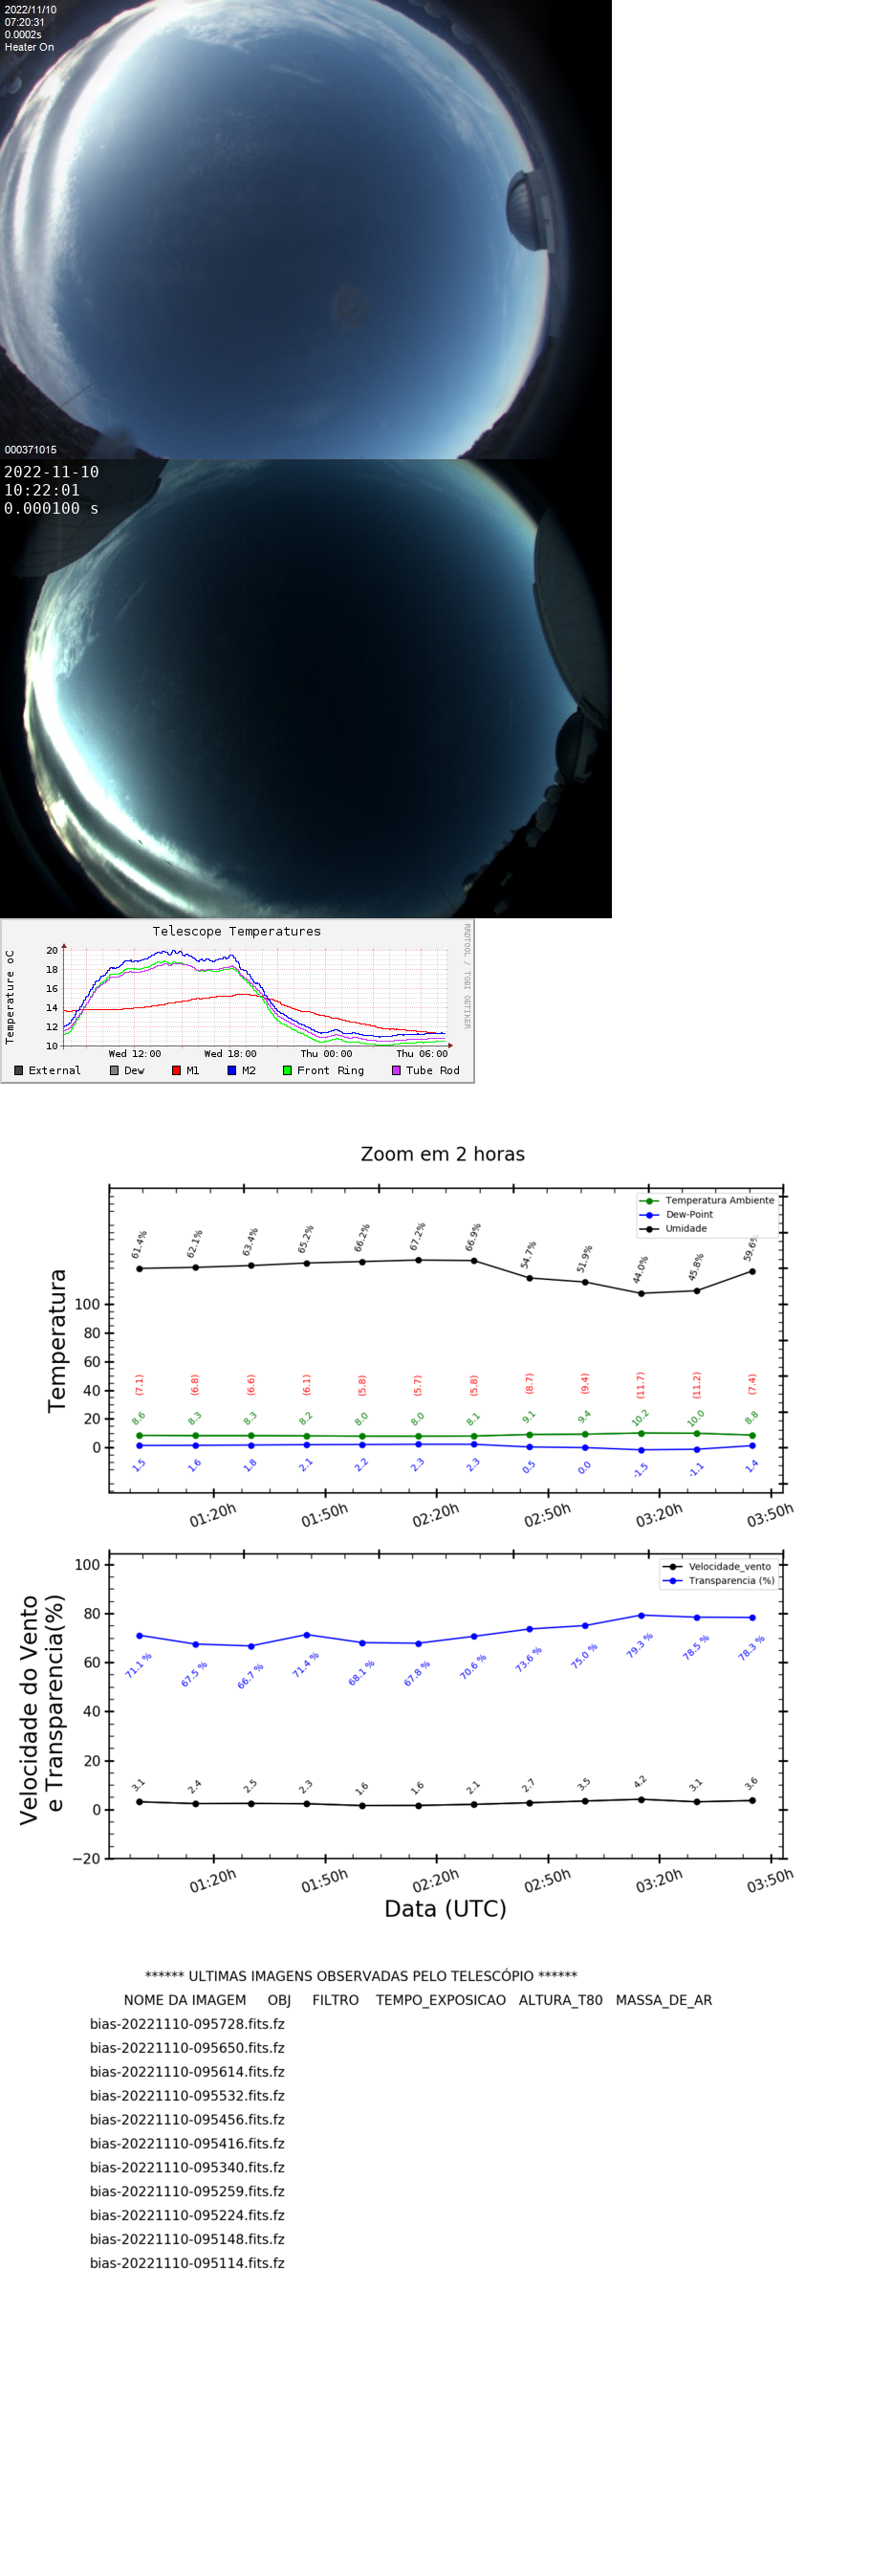 2022/11/10
07:20:31
0.0002s
Heater On
000371015
2022-11-10
10:22:01
0.000100 s
Telescope Temperatures
RRDTOOL / TOBI OETIKER
Temperature oC
20
18
16
14
12
10
Wed 12:00 Wed 18:00 Thu 00:00 Thu 06:00
External Dew M1 M2 Front Ring Tube Rod
Zoom em 2 horas
Temperatura Ambiente
Dew-Point
Umidade
Temperatura
100
80
60
40
20
0
61.4% 62.1% 63.4% 65.2% 66.2% 67.2% 66.9% 54.7% 51.9% 44.0% 45.8% 59.6%
(7.1) (6.8) (6.6) (6.1) (5.8) (5.7) (5.8) (8.7) (9.4) (11.7) (11.2) (7.4)
8.6 8.3 8.3 8.2 8.0 8.0 8.1 9.1 9.4 10.2 10.0 8.8
1.5 1.6 1.8 2.1 2.2 2.3 2.3 0.5 0.0 -1.5 -1.1 1.4
01:20h 01:50h 02:20h 02:50h 03:20h 03:50h
Velocidade_vento
Transparencia (%)
Velocidade do Vento
e Transparencia(%)
100
80
60
40
20
0
−20
71.1 % 67.5 % 66.7 % 71.4 % 68.1 % 67.8 % 70.6 % 73.6 % 75.0 % 79.3 % 78.5 % 78.3 %
3.1 2.4 2.5 2.3 1.6 1.6 2.1 2.7 3.5 4.2 3.1 3.6
01:20h 01:50h 02:20h 02:50h 03:20h 03:50h
Data (UTC)
****** ULTIMAS IMAGENS OBSERVADAS PELO TELESCÓPIO ******
NOME DA IMAGEM OBJ FILTRO TEMPO_EXPOSICAO ALTURA_T80 MASSA_DE_AR
bias-20221110-095728.fits.fz
bias-20221110-095650.fits.fz
bias-20221110-095614.fits.fz
bias-20221110-095532.fits.fz
bias-20221110-095456.fits.fz
bias-20221110-095416.fits.fz
bias-20221110-095340.fits.fz
bias-20221110-095259.fits.fz
bias-20221110-095224.fits.fz
bias-20221110-095148.fits.fz
bias-20221110-095114.fits.fz